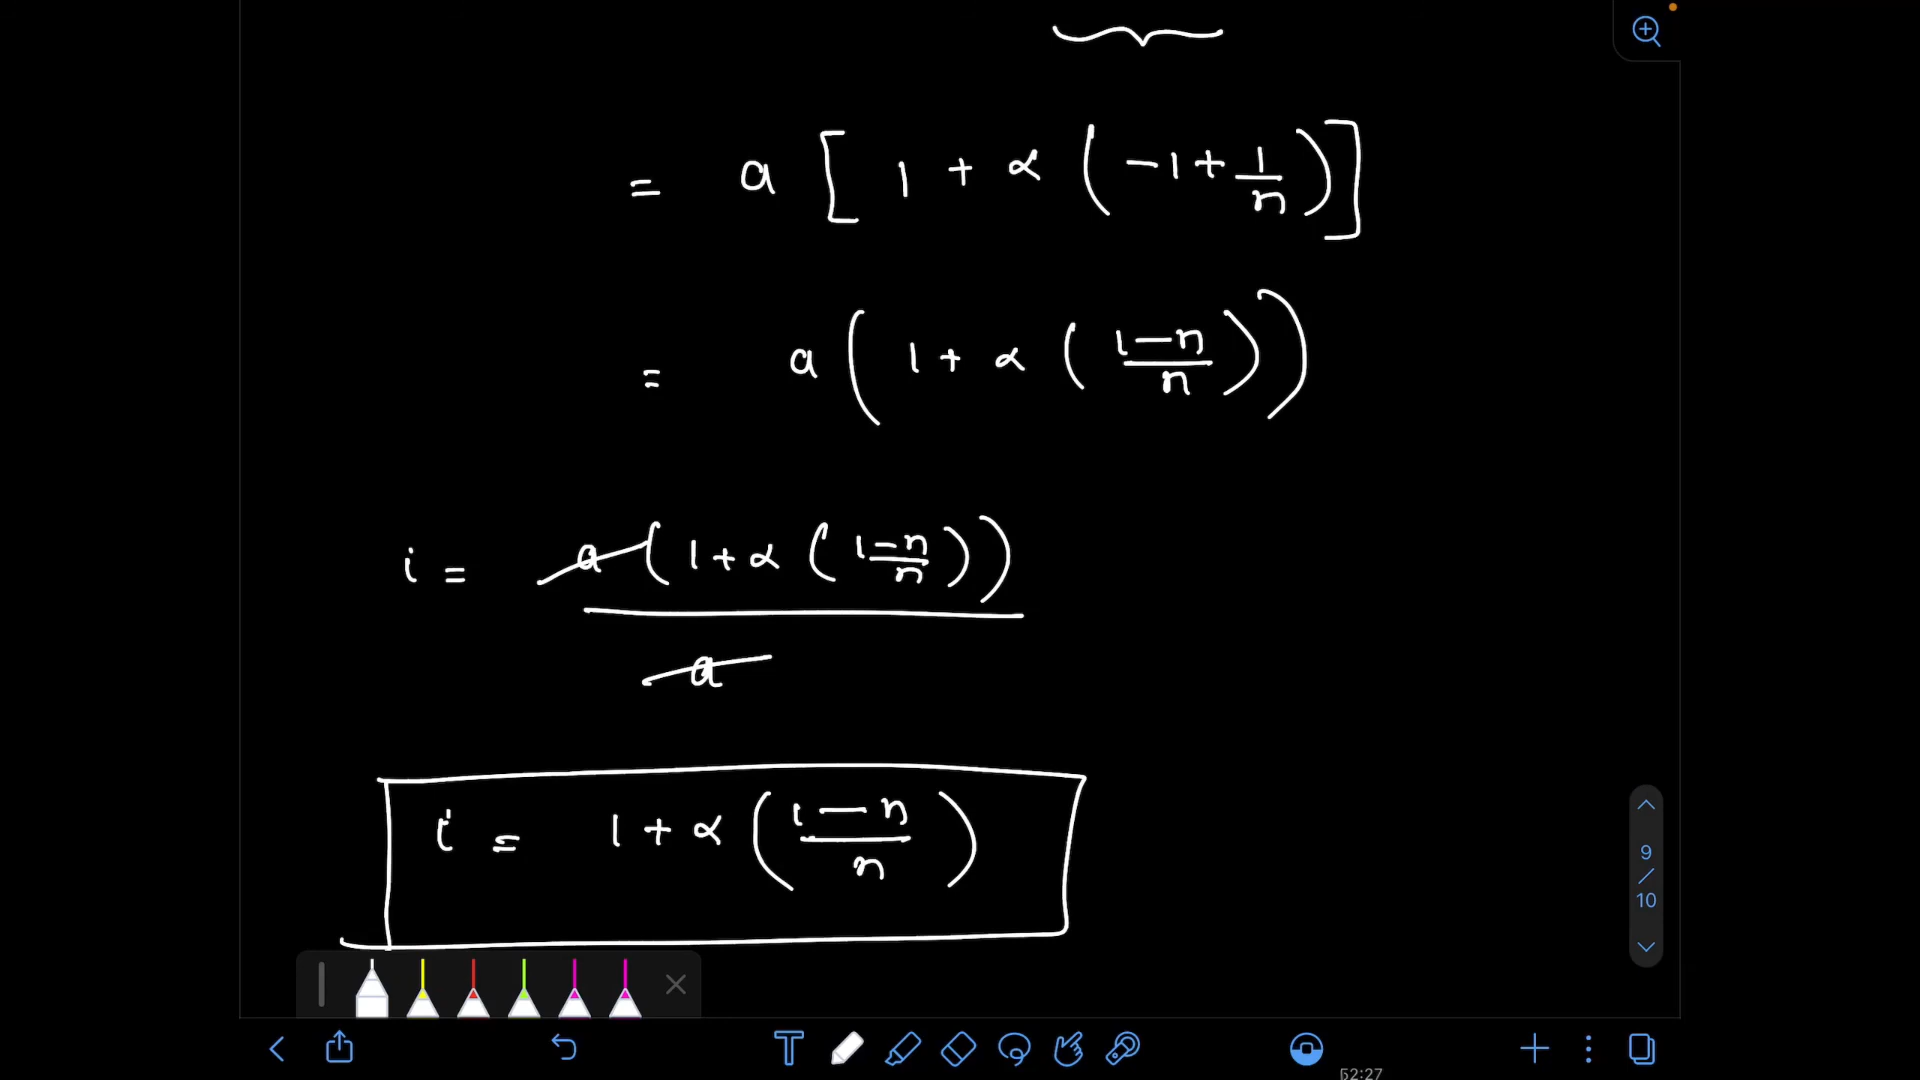 = a [ 1 + α ( -1 + 1/n ) ]
= a ( 1 + α ( (1-n)/n ) )
i = a ( 1 + α ( (1-n)/n ) ) / a
i = 1 + α ( (1-n)/n )
9
/
10
T
52:27